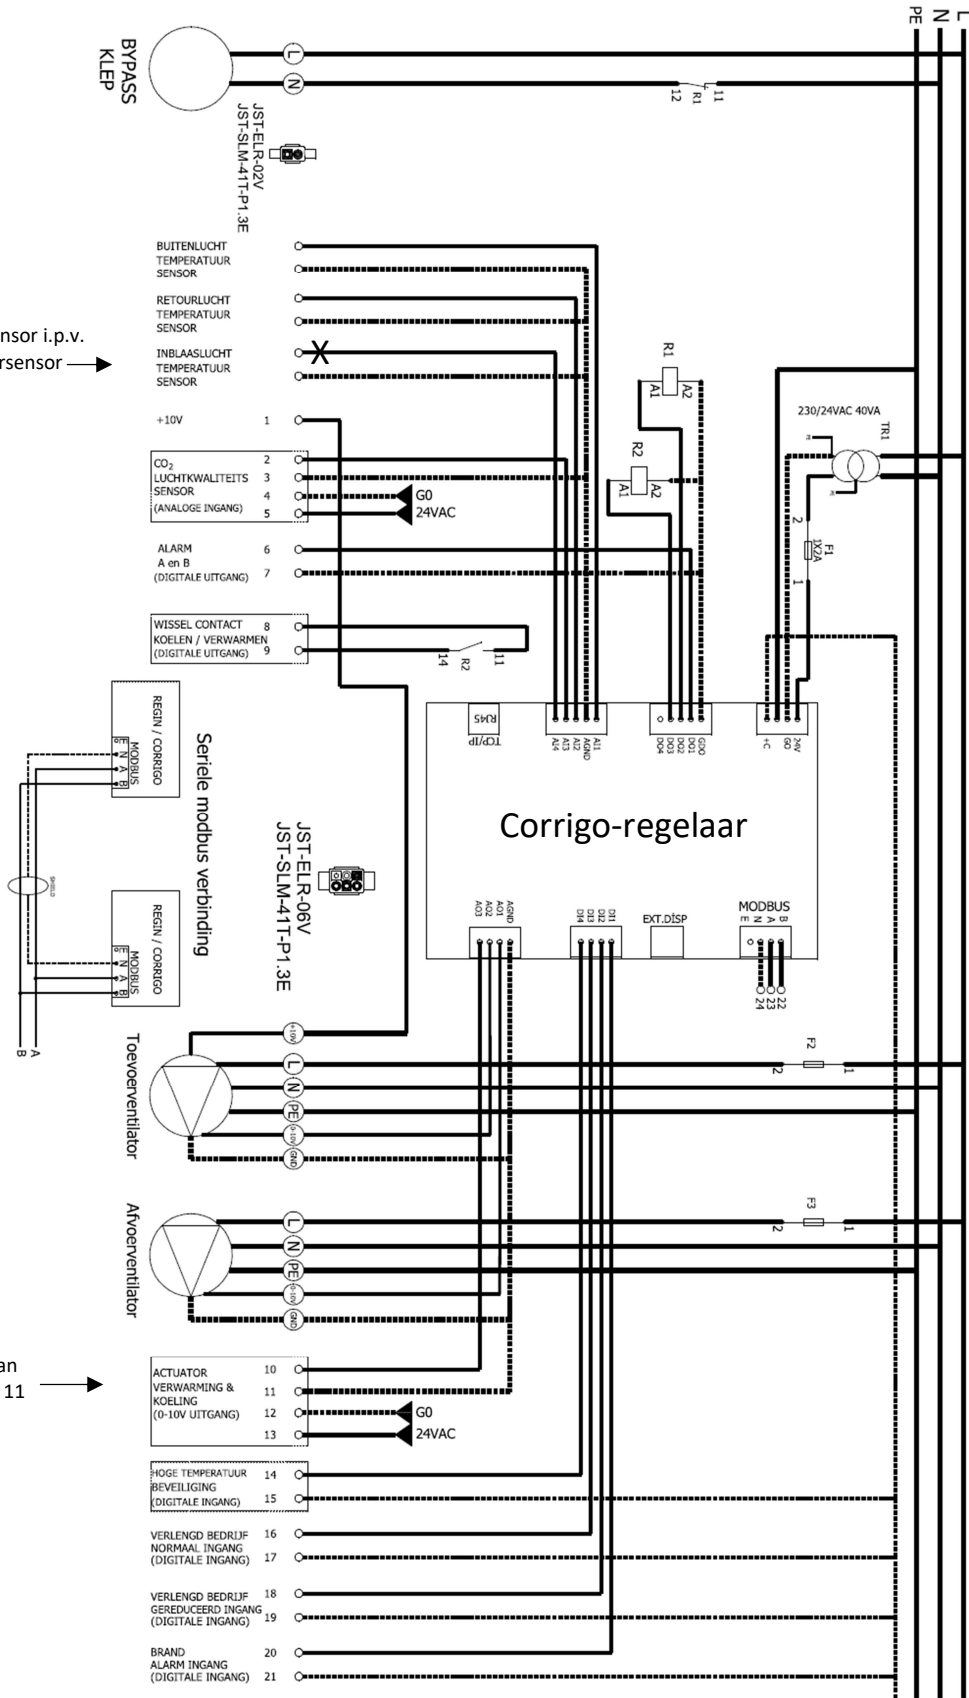 PE
N
L
BYPASS
KLEP
L
N
12
R1
11
JST-ELR-02V
JST-SLM-41T-P1.3E
BUITENLUCHT
TEMPERATUUR
SENSOR
RETOURLUCHT
TEMPERATUUR
SENSOR
nsor i.p.v.
rsensor
INBLAASLUCHT
TEMPERATUUR
SENSOR
X
R1
A1
A2
R2
A1
A2
230/24VAC 40VA
TR1
2
F1
1X2A
1
+10V 1
CO2
LUCHTKWALITEITS
SENSOR
(ANALOGE INGANG)
2
3
4
5
G0
24VAC
ALARM
A en B
(DIGITALE UITGANG)
6
7
WISSEL CONTACT
KOELEN / VERWARMEN
(DIGITALE UITGANG)
8
9
14
R2
11
RJ45
TCP/IP
AI4
AI3
AI2
AGND
AI1
DO4
DO3
DO2
DO1
GDO
+C
GO
24V
Corrigo-regelaar
REGIN / CORRIGO
MODBUS
E
N
A
B
Seriele modbus verbinding
SHIELD
REGIN / CORRIGO
MODBUS
E
N
A
B
B
A
JST-ELR-06V
JST-SLM-41T-P1.3E
AO3
AO2
AO1
AGND
DI4
DI3
DI2
DI1
EXT.DİSP
MODBUS
E
N
A
B
24
23
22
Toevoerventilator
+10V
L
N
PE
0-10V
GND
2
F2
1
Afvoerventilator
L
N
PE
0-10V
GND
2
F3
1
an
11
ACTUATOR
VERWARMING &
KOELING
(0-10V UITGANG)
10
11
12
13
G0
24VAC
HOGE TEMPERATUUR
BEVEILIGING
(DIGITALE INGANG)
14
15
VERLENGD BEDRIJF
NORMAAL INGANG
(DIGITALE INGANG)
16
17
VERLENGD BEDRIJF
GEREDUCEERD INGANG
(DIGITALE INGANG)
18
19
BRAND
ALARM INGANG
(DIGITALE INGANG)
20
21